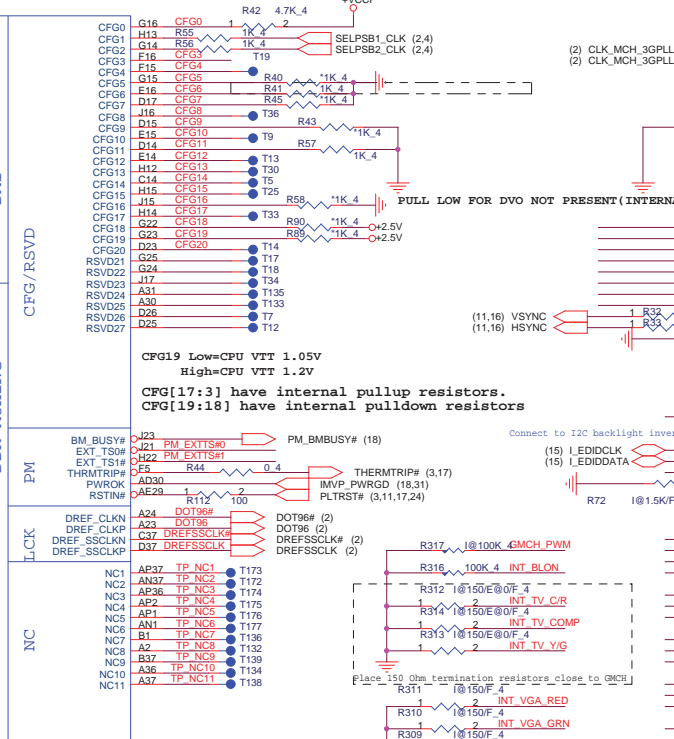 +VCCP
R42 4.7K_4
CFG0 G16 CFG0 1 2
CFG1 H13 R55 1K_4 SELPSB1_CLK (2,4)
CFG2 G14 R56 1K_4 SELPSB2_CLK (2,4)
CFG3 F16 CFG3 T19
CFG4 F15 CFG4
CFG5 G15 CFG5 R40 *1K_4
CFG6 E16 CFG6 R41 *1K_4
CFG7 D17 CFG7 R45 *1K_4
CFG8 J16 CFG8 T36
CFG9 D15 CFG9 R43 *1K_4
CFG10 E15 CFG10 T9
CFG11 D14 CFG11 R57 1K_4
CFG12 E14 CFG12 T13
CFG13 H12 CFG13 T30
CFG14 C14 CFG14 T5
CFG15 H15 CFG15 T25
CFG16 J15 CFG16 R58 *1K_4
CFG17 H14 CFG17 T33
CFG18 G22 CFG18 R90 *1K_4 +2.5V
CFG19 G23 CFG19 R89 *1K_4 +2.5V
CFG20 D23 CFG20 T14
RSVD21 G25 T17
RSVD22 G24 T18
RSVD23 J17 T34
RSVD24 A31 T135
RSVD25 A30 T133
RSVD26 D26 T7
RSVD27 D25 T12
CFG/RSVD
(2) CLK_MCH_3GPLL
(2) CLK_MCH_3GPLL
PULL LOW FOR DVO NOT PRESENT(INTERNA
(11,16) VSYNC 1 R32
(11,16) HSYNC 1 R33
CFG19 Low=CPU VTT 1.05V
High=CPU VTT 1.2V
CFG[17:3] have internal pullup resistors.
CFG[19:18] have internal pulldown resistors
PM
BM_BUSY# J23 PM_BMBUSY# (18)
EXT_TS0# J21 PM_EXTTS#0
EXT_TS1# H22 PM_EXTTS#1
THRMTRIP# F5 R44 0_4 THERMTRIP# (3,17)
PWROK AD30 IMVP_PWRGD (18,31)
RSTIN# AE29 1 2 PLTRST# (3,11,17,24)
R112 100
Connect to I2C backlight inver
(15) I_EDIDCLK
(15) I_EDIDDATA
R72 I@1.5K/F
LCK
DREF_CLKN A24 DOT96# DOT96# (2)
DREF_CLKP A23 DOT96 DOT96 (2)
DREF_SSCLKN C37 DREFSSCLK# DREFSSCLK# (2)
DREF_SSCLKP D37 DREFSSCLK DREFSSCLK (2)
NC
NC1 AP37 TP_NC1 T173
NC2 AN37 TP_NC2 T172
NC3 AP36 TP_NC3 T174
NC4 AP2 TP_NC4 T175
NC5 AP1 TP_NC5 T176
NC6 AN1 TP_NC6 T177
NC7 B1 TP_NC7 T136
NC8 A2 TP_NC8 T132
NC9 B37 TP_NC9 T139
NC10 A36 TP_NC10 T134
NC11 A37 TP_NC11 T138
R317 I@100K_4 GMCH_PWM
R316 100K_4 INT_BLON
R312 I@150/E@0/F_4
1 2 INT_TV_C/R
R314 I@150/E@0/F_4
1 2 INT_TV_COMP
R313 I@150/E@0/F_4
1 2 INT_TV_Y/G
Place 150 Ohm termination resistors close to GMCH
R311 I@150/F_4
1 2 INT_VGA_RED
R310 I@150/F_4
1 2 INT_VGA_GRN
R309 I@150/F_4